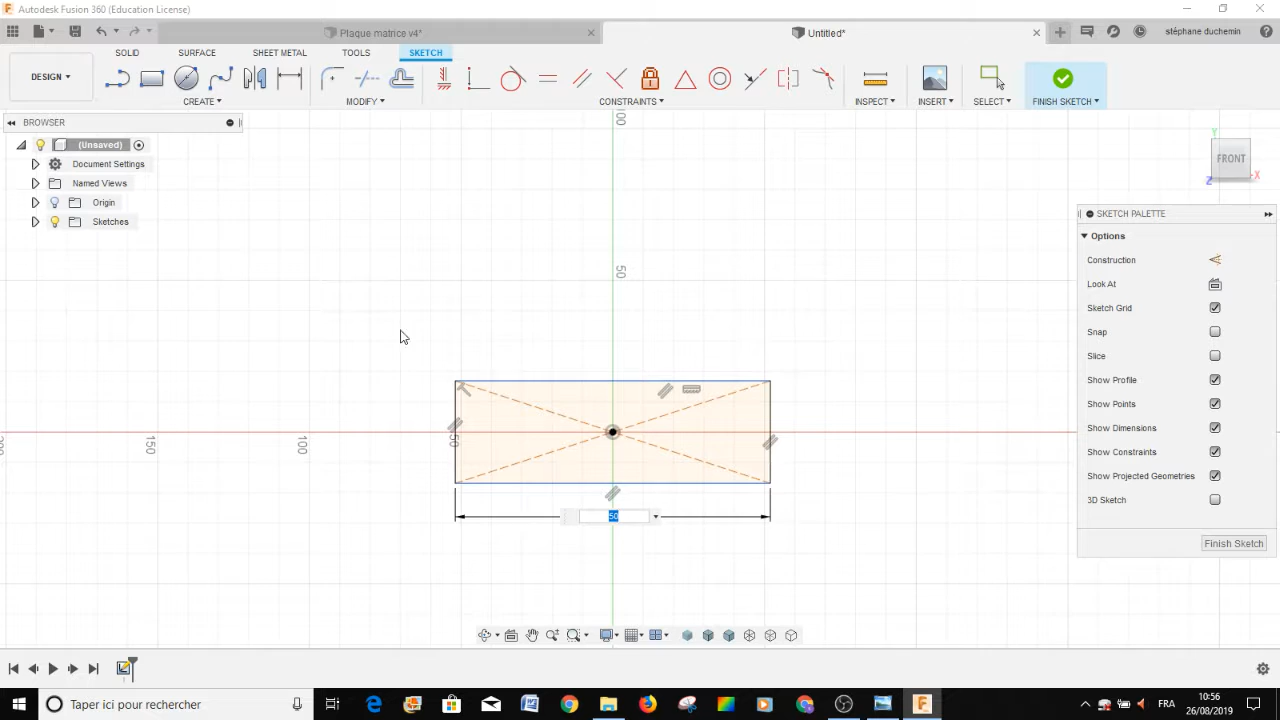 Autodesk Fusion 360 (Education License)
Plaque matrice v4*
Untitled*
stéphane duchemin
DESIGN
SOLID
SURFACE
SHEET METAL
TOOLS
SKETCH
CREATE
MODIFY
CONSTRAINTS
INSPECT
INSERT
SELECT
FINISH SKETCH
BROWSER
(Unsaved)
Document Settings
Named Views
Origin
Sketches
100
50
200
150
100
50
50
Y
FRONT
X
Z
SKETCH PALETTE
Options
Construction
Look At
Sketch Grid
Snap
Slice
Show Profile
Show Points
Show Dimensions
Show Constraints
Show Projected Geometries
3D Sketch
Finish Sketch
Taper ici pour rechercher
FRA
10:56
26/08/2019